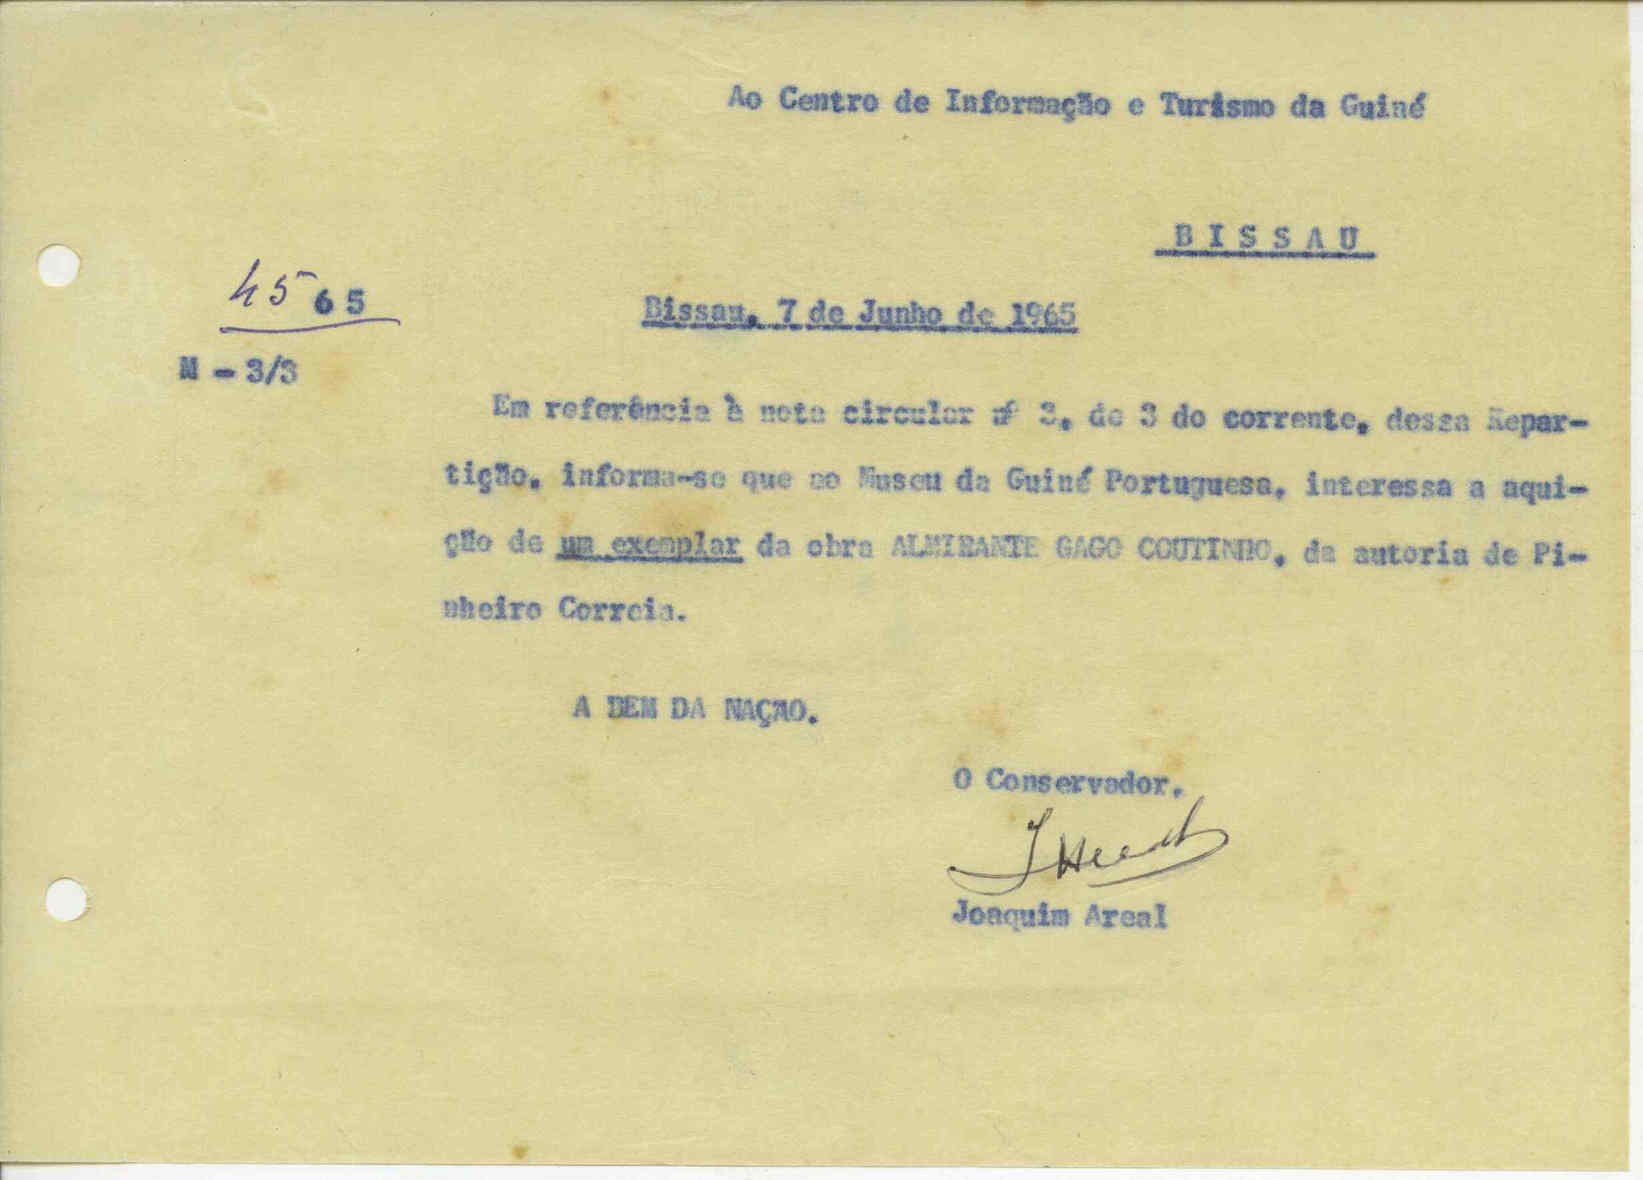 Ao Centro de Informação e Turismo da Guiné
B I S S A U
45 65
Bissau, 7 de Junho de 1965
M - 3/3
Em referência à nota circular nº 3, de 3 do corrente, dessa Repar-
tição, informa-se que ao Museu da Guiné Portuguesa, interessa a aqui-
ção de um exemplar da obra ALMIRANTE GAGO COUTINHO, da autoria de Pi-
nheiro Correia.
A BEM DA NAÇÃO.
O Conservador,
Joaquim Areal